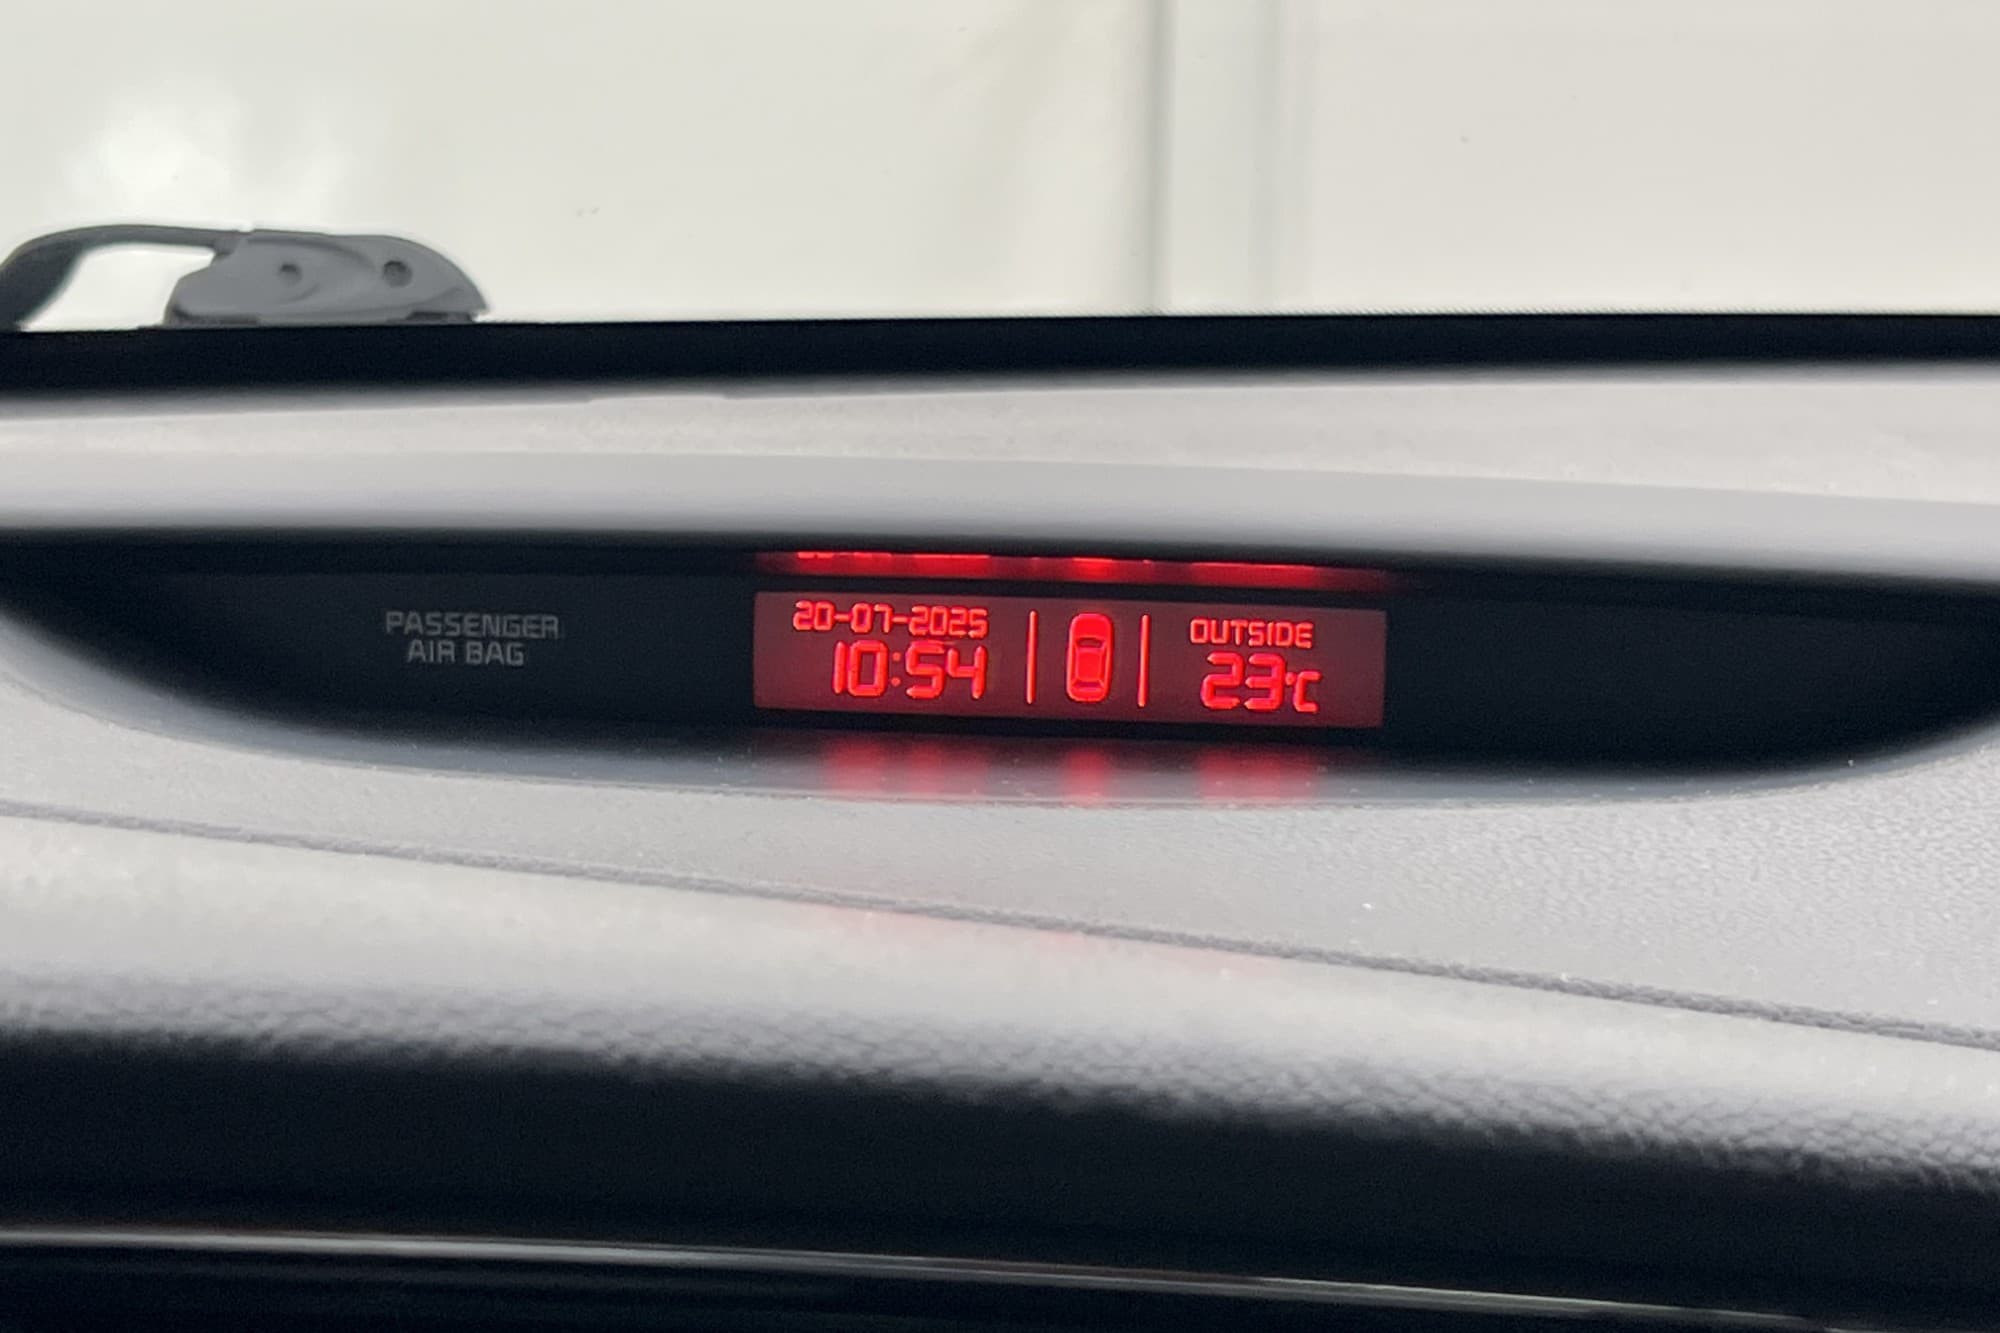 PASSENGER
AIR BAG
20-07-2025
10:54
OUTSIDE
23°C